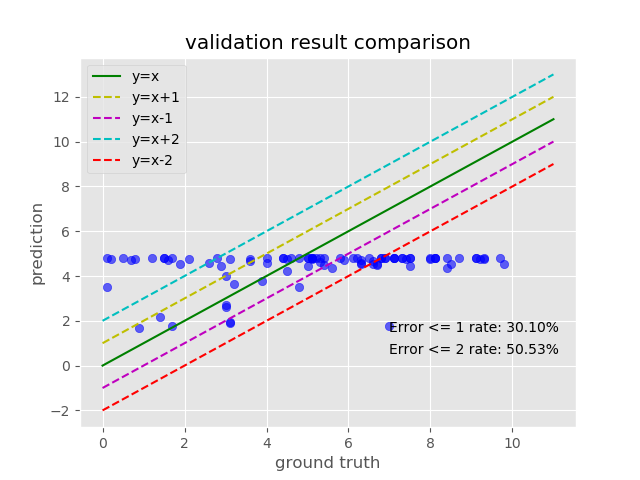 validation result comparison
y=x
y=x+1
y=x-1
y=x+2
y=x-2
12
10
8
6
4
2
0
−2
prediction
Error <= 1 rate: 30.10%
Error <= 2 rate: 50.53%
0 2 4 6 8 10
ground truth